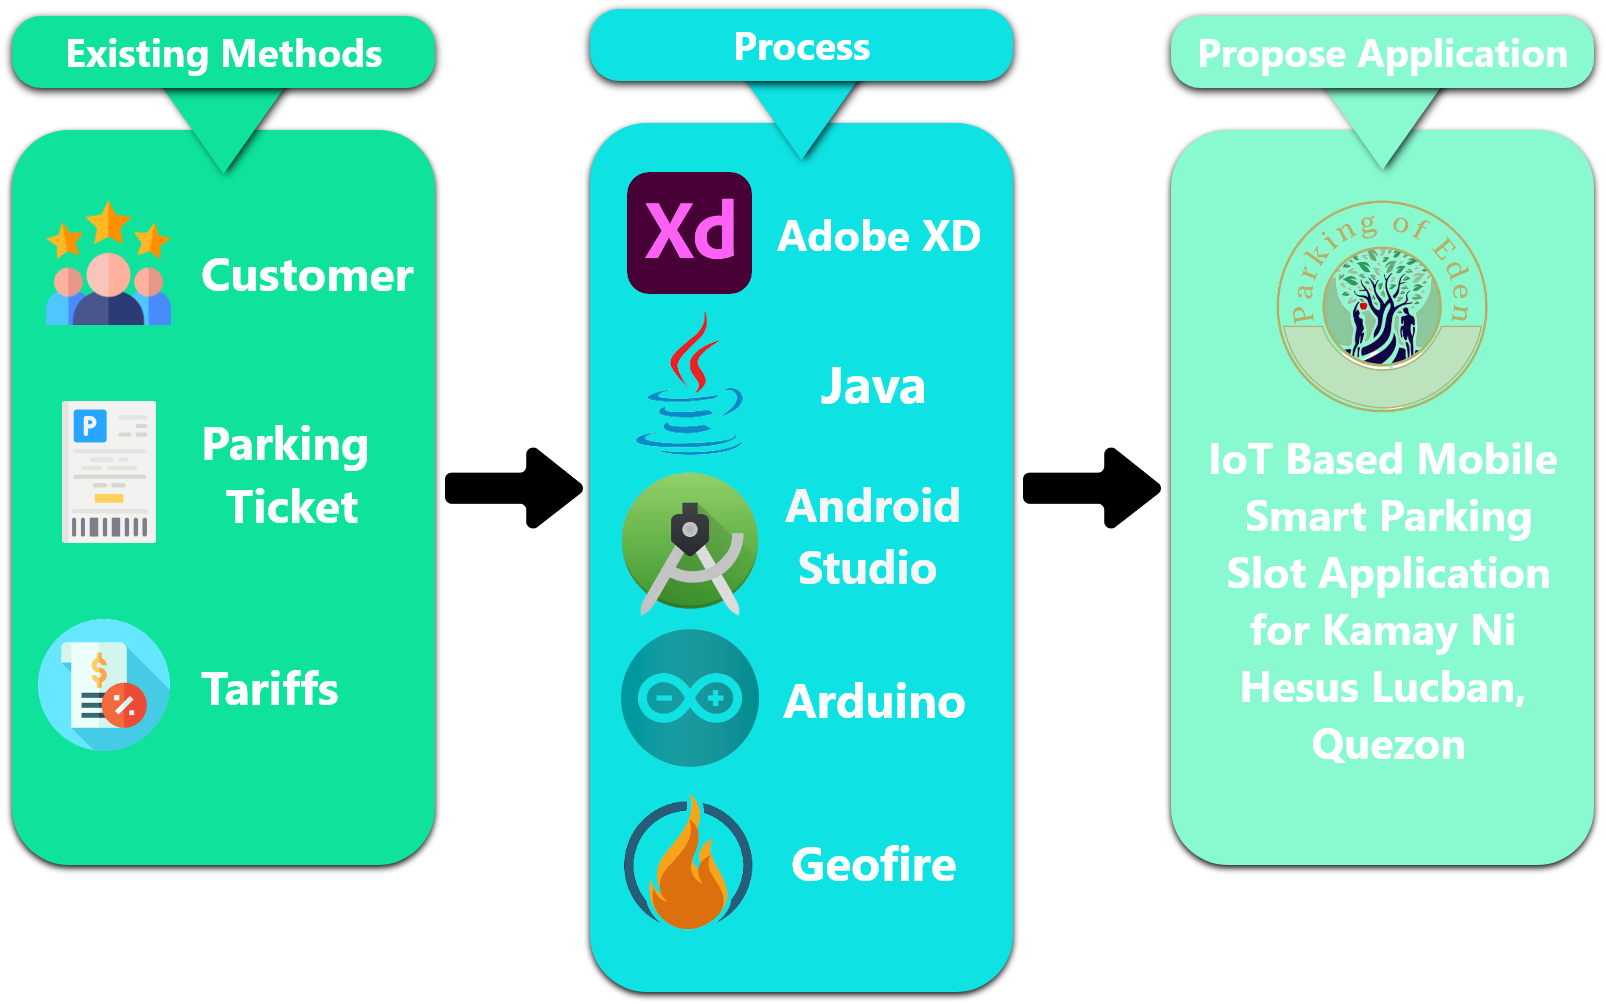 Existing Methods
Customer
P
Parking
Ticket
$
%
Tariffs
Process
Xd
Adobe XD
Java
Android
Studio
Arduino
Geofire
Propose Application
Parking of Eden
IoT Based Mobile
Smart Parking
Slot Application
for Kamay Ni
Hesus Lucban,
Quezon